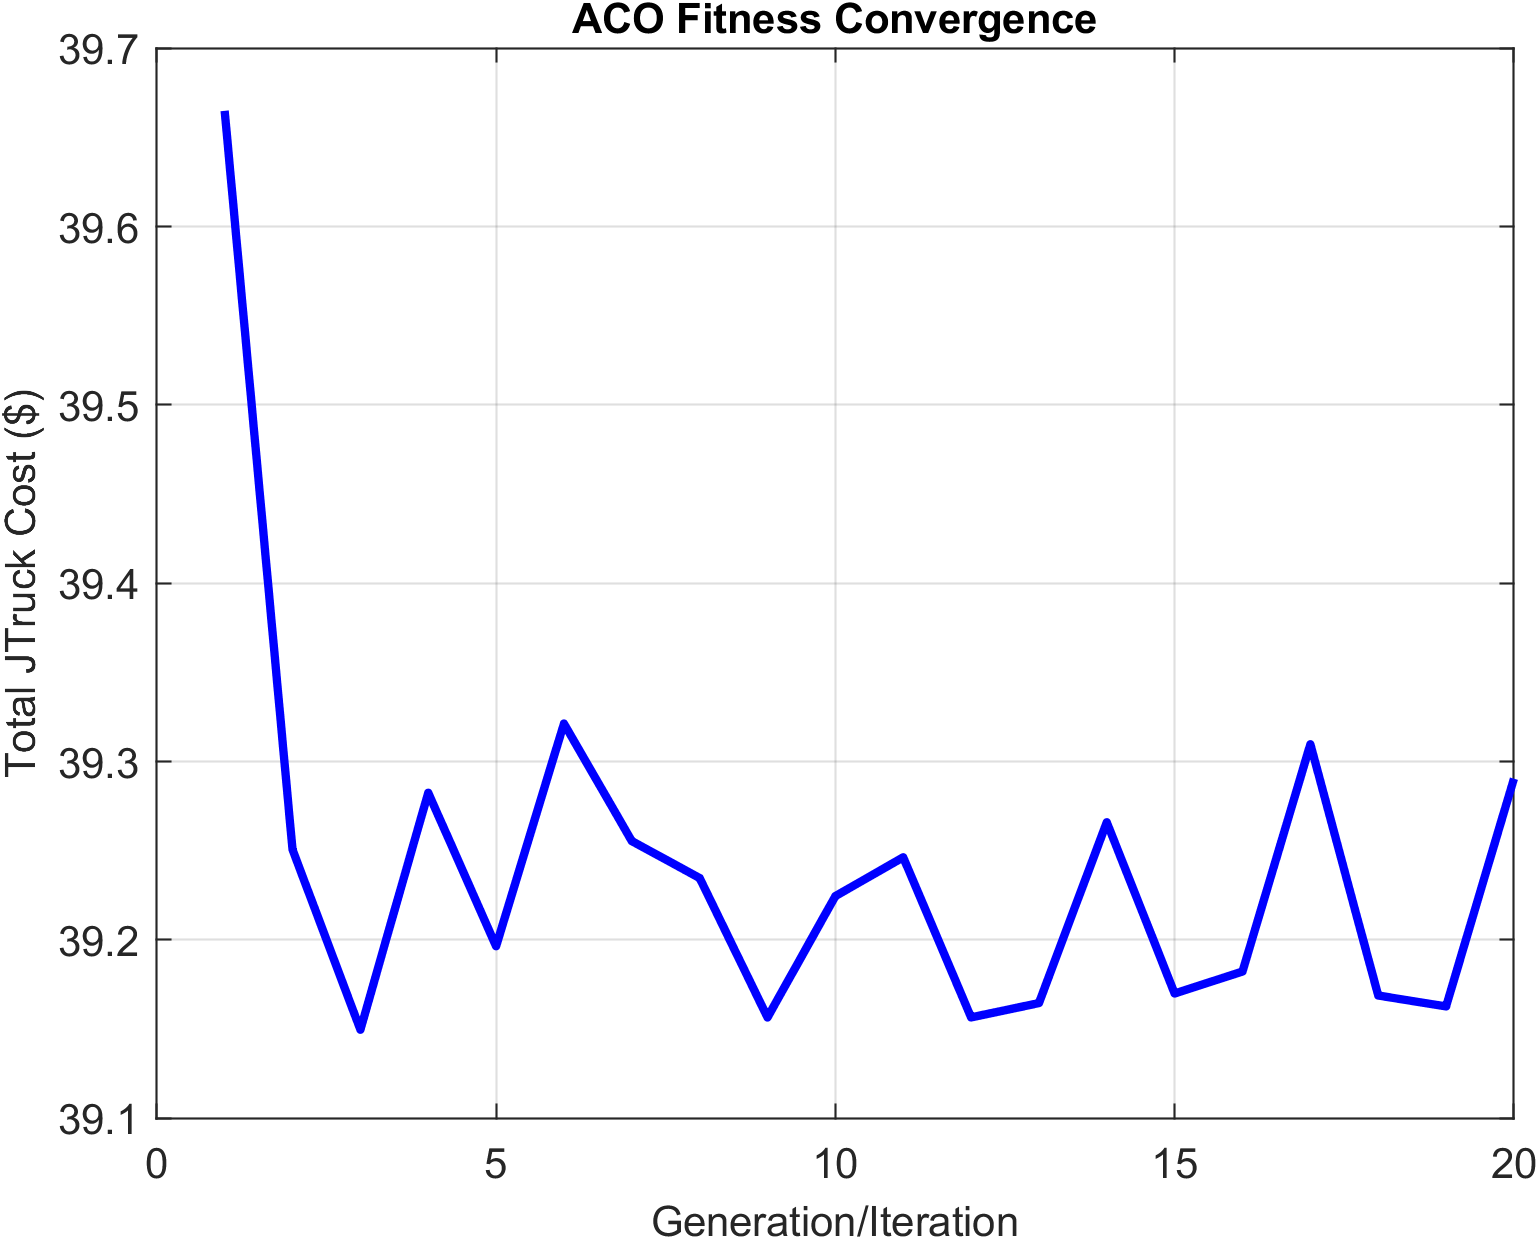 ACO Fitness Convergence
39.7
39.6
39.5
39.4
39.3
39.2
39.1
Total JTruck Cost ($)
0 5 10 15 20
Generation/Iteration